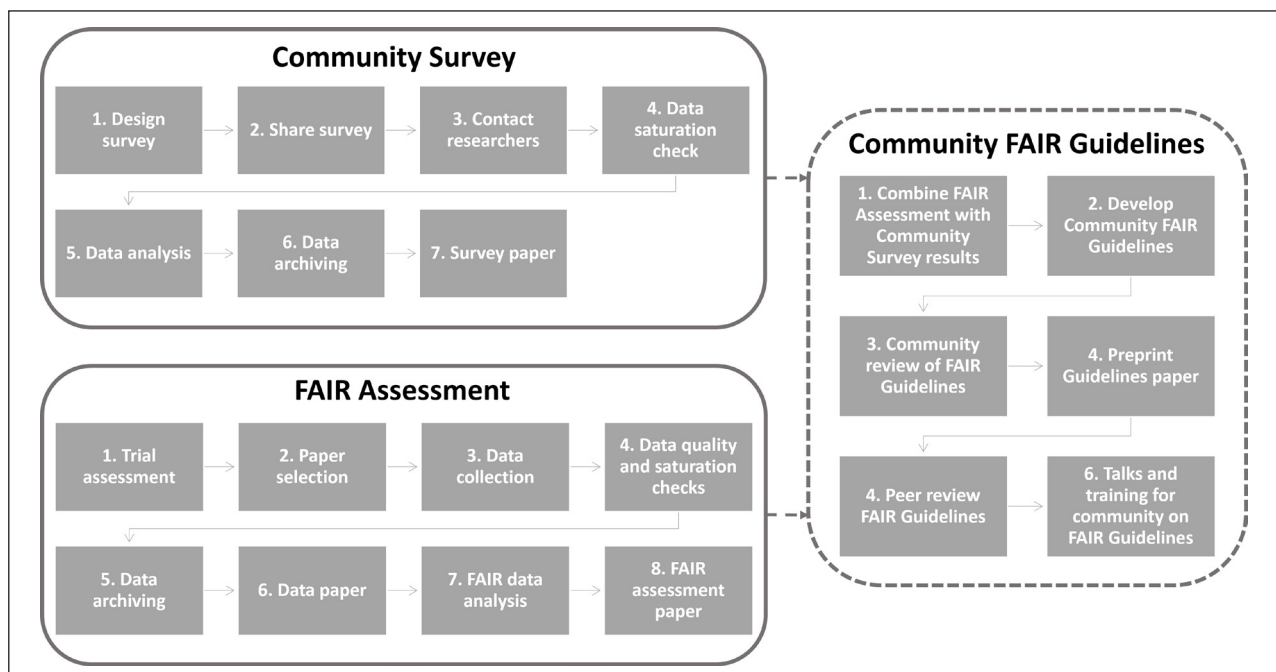 Community Survey
1. Design
survey
2. Share survey
3. Contact
researchers
4. Data
saturation
check
5. Data analysis
6. Data
archiving
7. Survey paper
FAIR Assessment
1. Trial
assessment
2. Paper
selection
3. Data
collection
4. Data quality
and saturation
checks
5. Data
archiving
6. Data paper
7. FAIR data
analysis
8. FAIR
assessment
paper
Community FAIR Guidelines
1. Combine FAIR
Assessment with
Community
Survey results
2. Develop
Community FAIR
Guidelines
3. Community
review of FAIR
Guidelines
4. Preprint
Guidelines paper
4. Peer review
FAIR Guidelines
6. Talks and
training for
community on
FAIR Guidelines